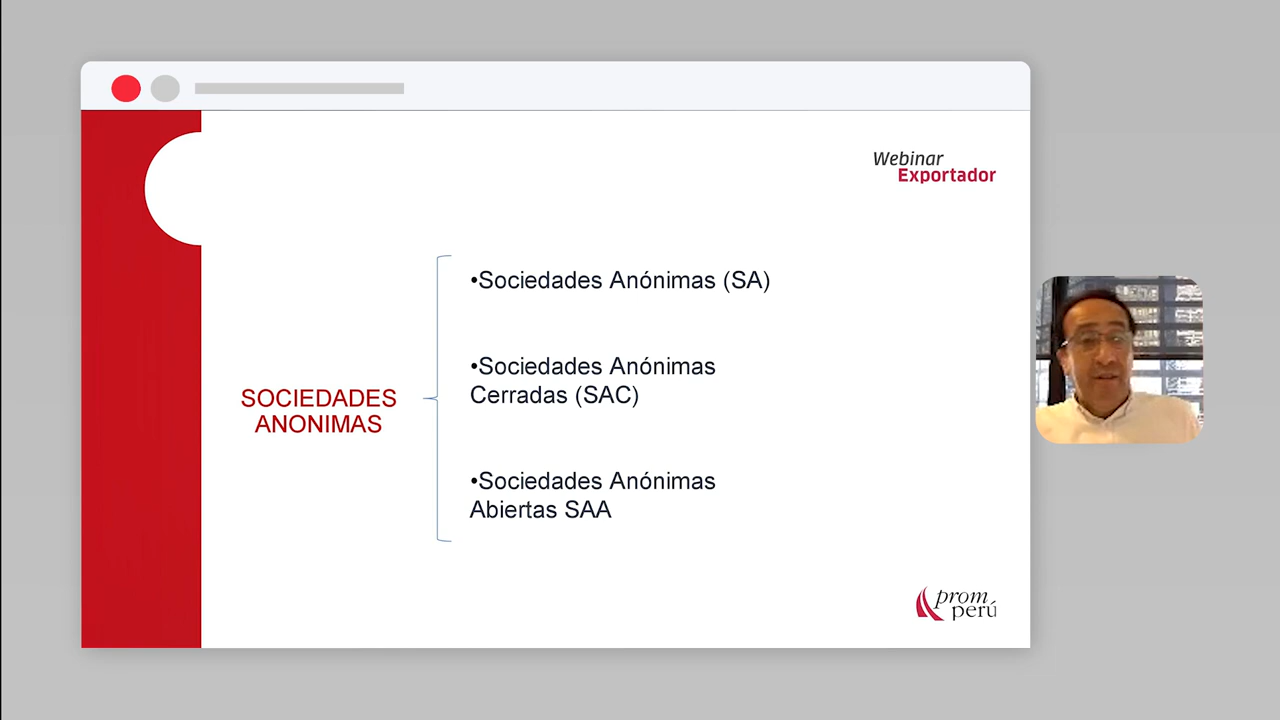 Webinar
Exportador
•Sociedades Anónimas (SA)
•Sociedades Anónimas
Cerradas (SAC)
SOCIEDADES
ANONIMAS
•Sociedades Anónimas
Abiertas SAA
prom
perú